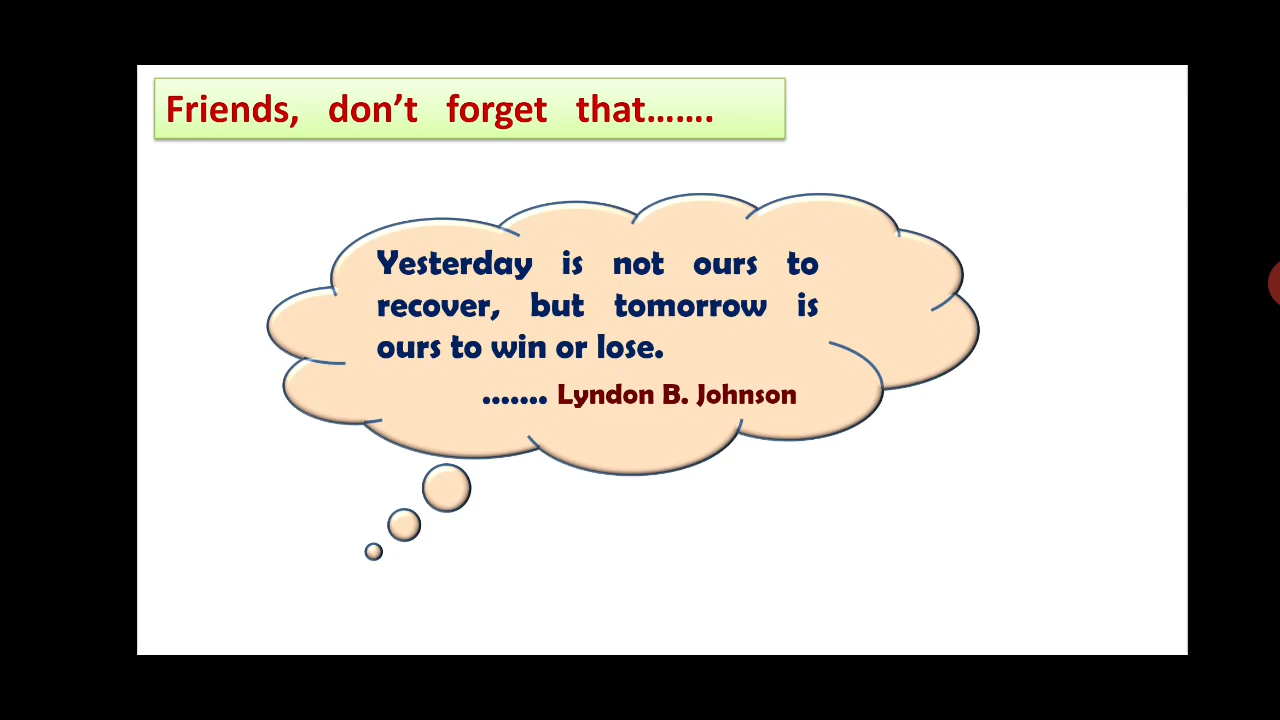 Friends, don’t forget that.......
Yesterday is not ours to
recover, but tomorrow is
ours to win or lose.
....... Lyndon B. Johnson